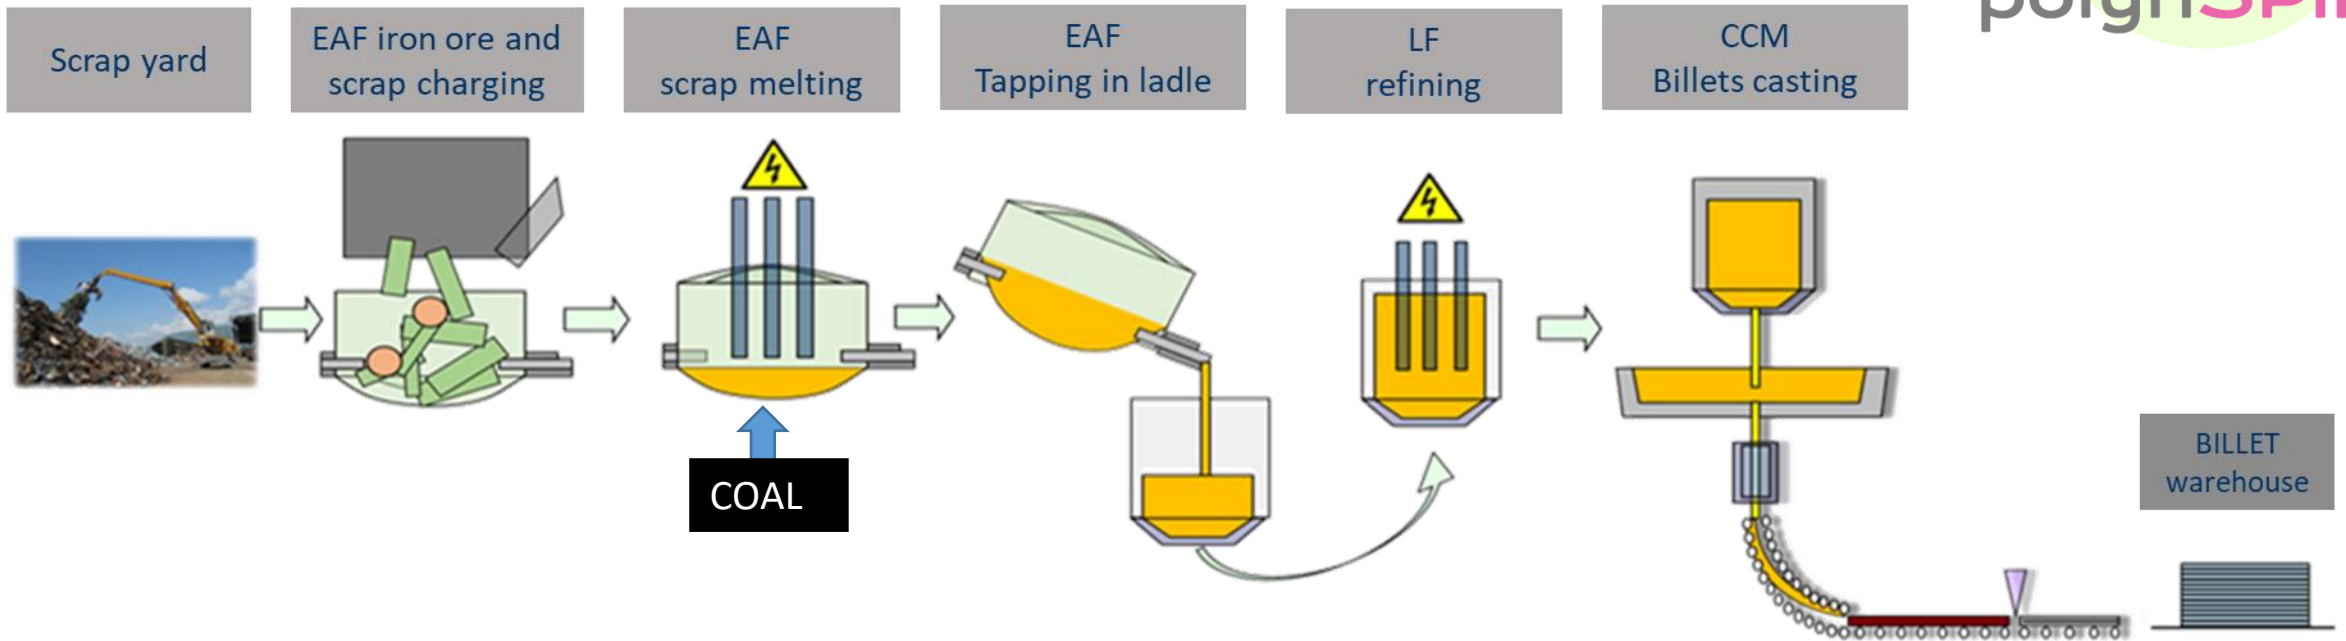 Scrap yard
EAF iron ore and
scrap charging
EAF
scrap melting
EAF
Tapping in ladle
LF
refining
CCM
Billets casting
COAL
BILLET
warehouse